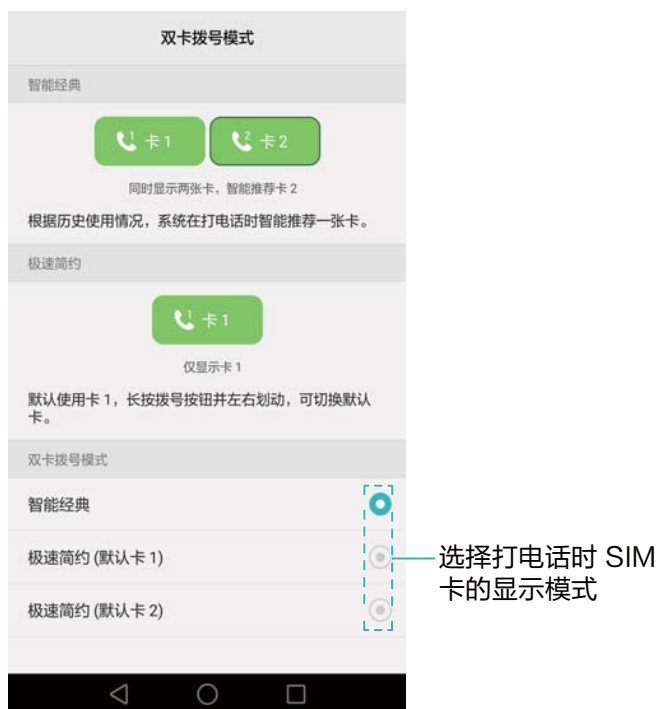 双卡拨号模式
智能经典
1 卡 1
2 卡 2
同时显示两张卡，智能推荐卡 2
根据历史使用情况，系统在打电话时智能推荐一张卡。
极速简约
1 卡 1
仅显示卡 1
默认使用卡 1，长按拨号按钮并左右划动，可切换默认
卡。
双卡拨号模式
智能经典
极速简约 (默认卡 1)
极速简约 (默认卡 2)
选择打电话时 SIM
卡的显示模式